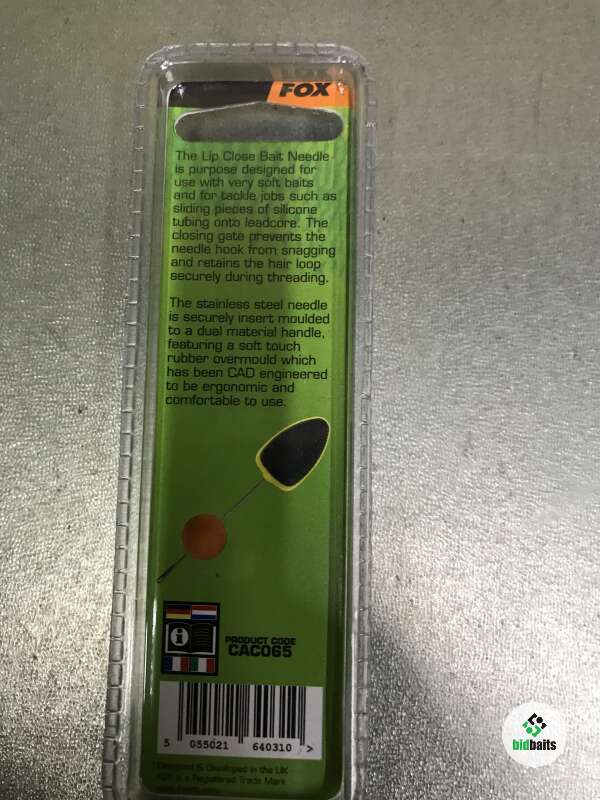 FOX
The Lip Close Bait Needle
is purpose designed for
use with very soft baits
and for tackle jobs such as
sliding pieces of silicone
tubing onto leadcore. The
closing gate prevents the
needle hook from snagging
and retains the hair loop
securely during threading.
The stainless steel needle
is securely insert moulded
to a dual material handle,
featuring a soft touch
rubber overmould which
has been CAD engineered
to be ergonomic and
comfortable to use.
PRODUCT CODE
CAC065
5 055021 640310 >
Designed & Developed in the UK
FOX is a Registered Trade Mark
bidbaits